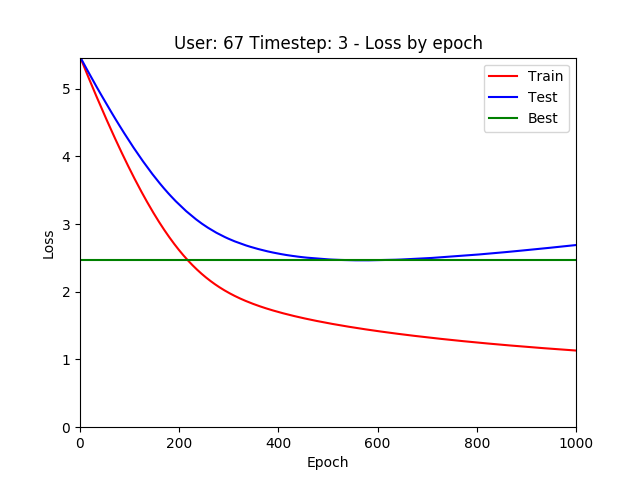 User: 67 Timestep: 3 - Loss by epoch
Train
Test
Best
5
4
3
2
1
0
Loss
0 200 400 600 800 1000
Epoch